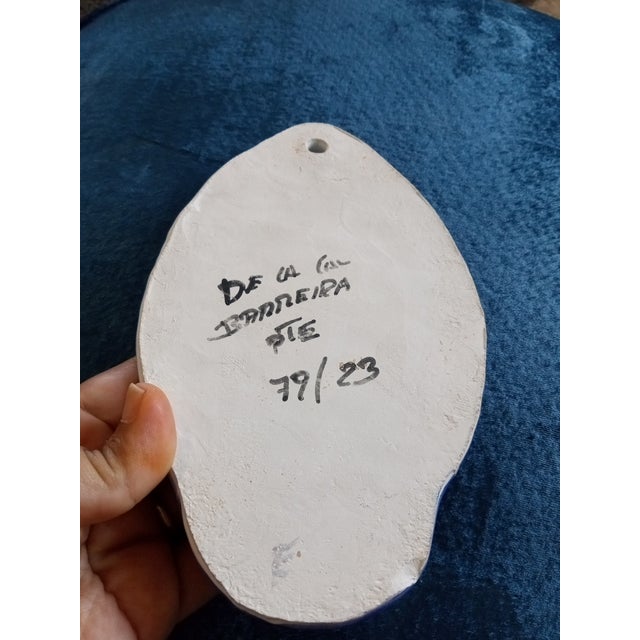 DE LA CAL
BARREIRA
PTE
79/23